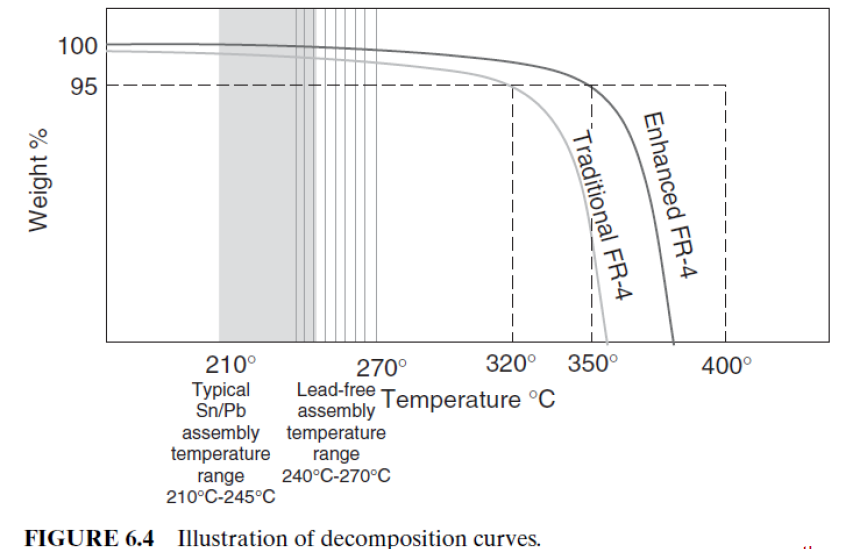 100
95
Weight %
Traditional FR-4
Enhanced FR-4
210°
270°
320°
350°
400°
Typical
Sn/Pb
assembly
temperature
range
210°C-245°C
Lead-free
assembly
temperature
range
240°C-270°C
Temperature °C
FIGURE 6.4 Illustration of decomposition curves.